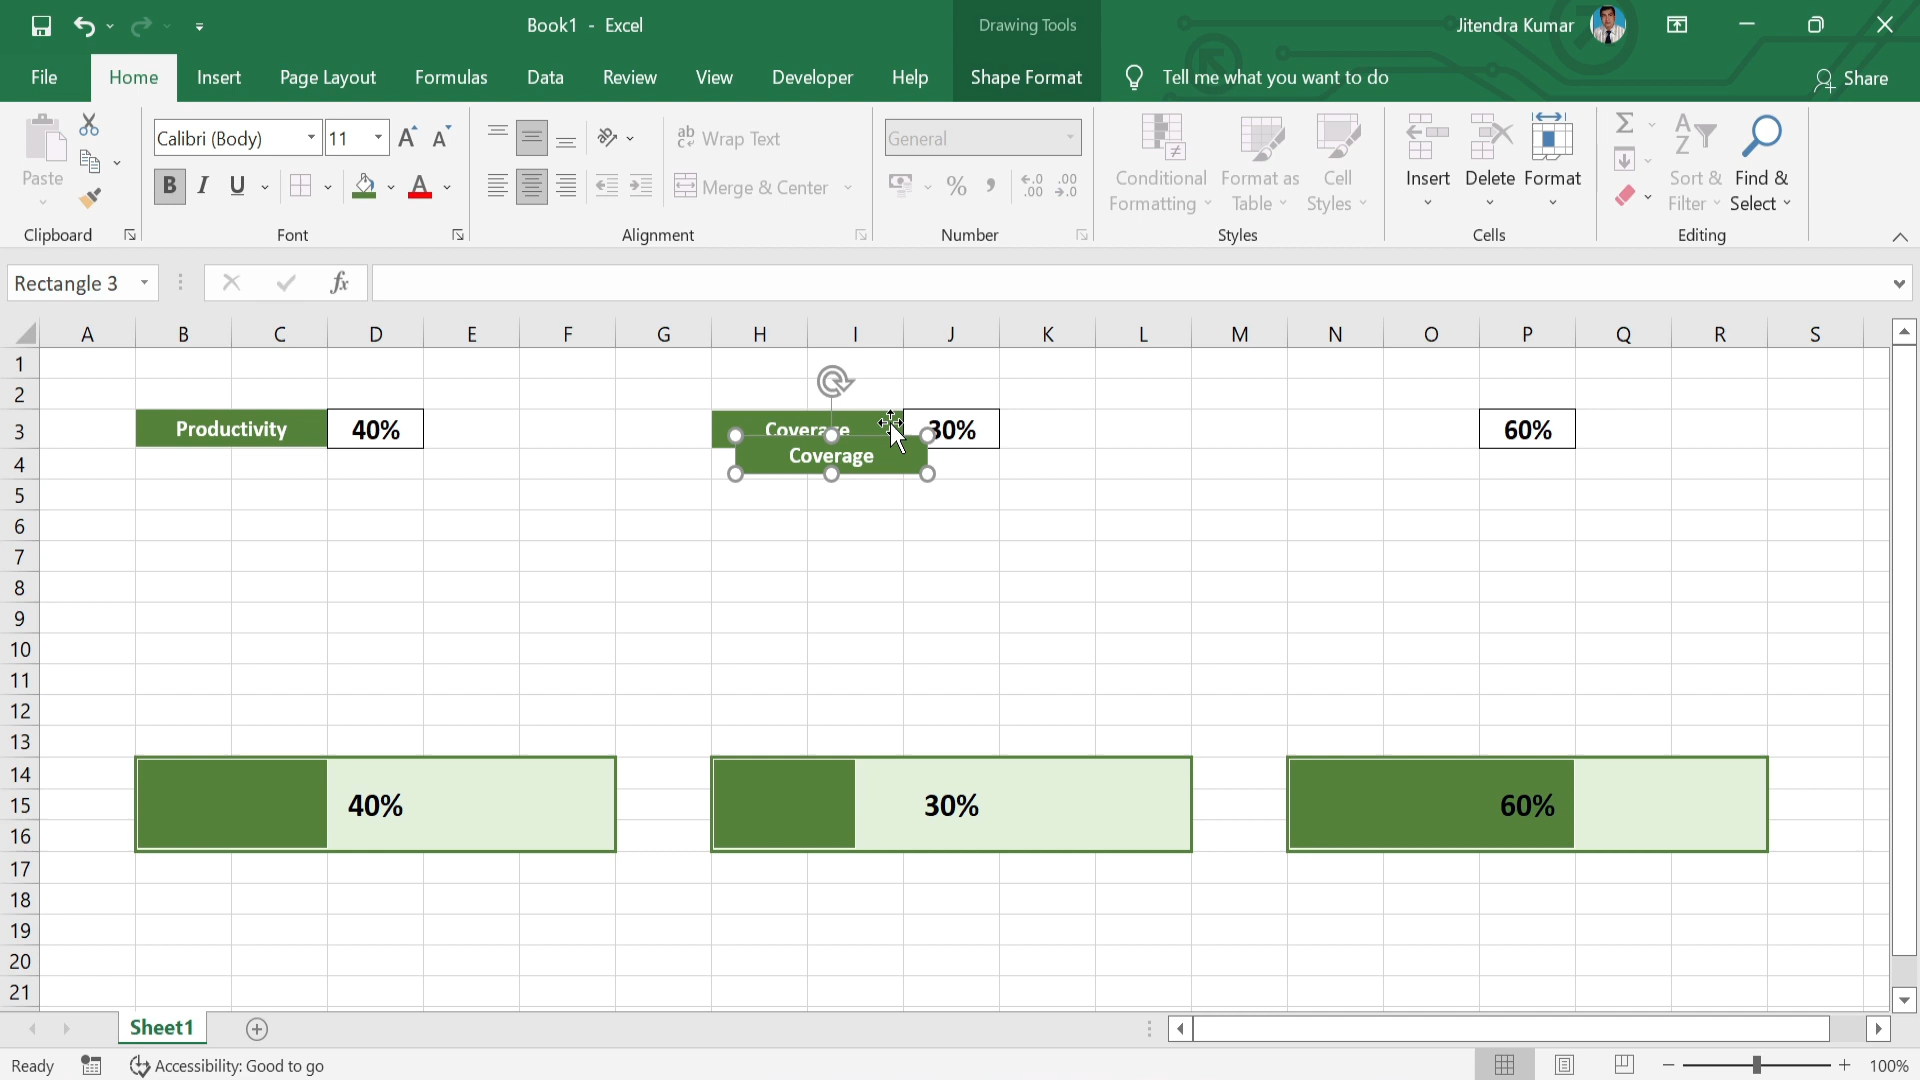 Book1 - Excel
Drawing Tools
Jitendra Kumar
File Home Insert Page Layout Formulas Data Review View Developer Help Shape Format Tell me what you want to do Share
Calibri (Body) 11 Wrap Text General
Paste B I U Merge & Center Conditional Formatting Format as Table Cell Styles Insert Delete Format Sort & Filter Find & Select
Clipboard Font Alignment Number Styles Cells Editing
Rectangle 3 fx
A B C D E F G H I J K L M N O P Q R S
1
2
3 Productivity 40% Coverage 30% 60%
4 Coverage
5
6
7
8
9
10
11
12
13
14
15 40% 30% 60%
16
17
18
19
20
21
Sheet1
Ready Accessibility: Good to go 100%